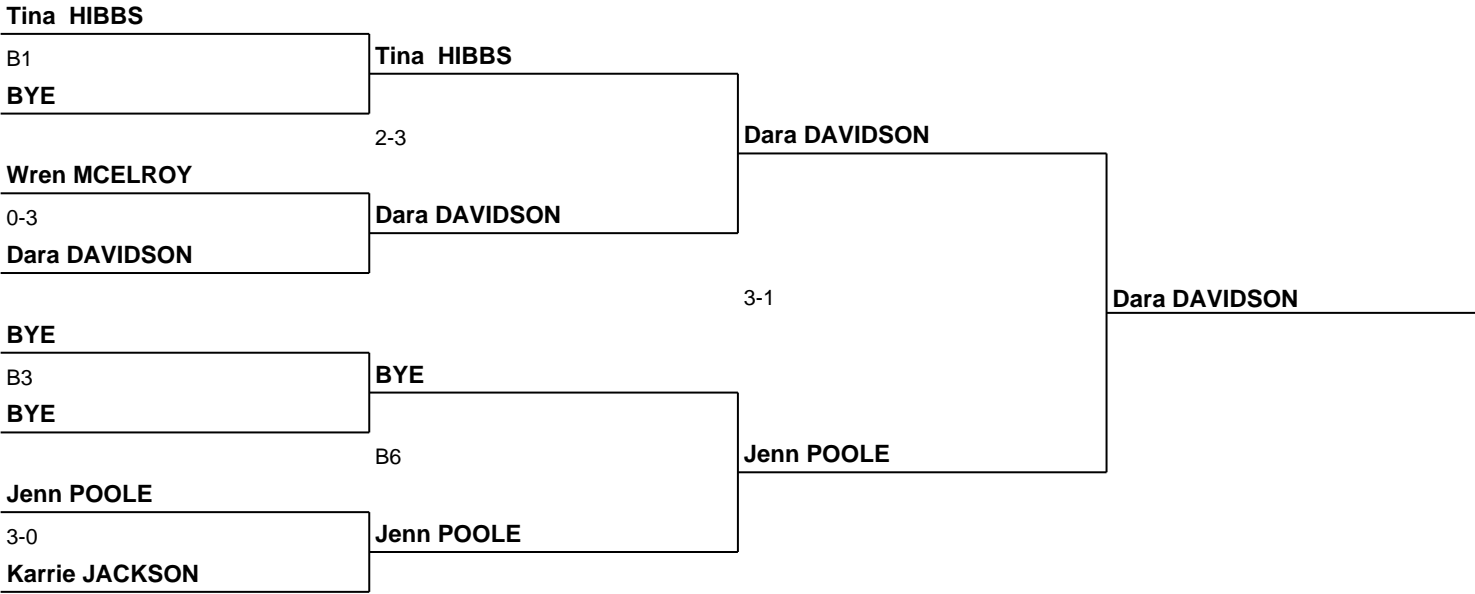 Tina  HIBBS
B1
BYE
Wren MCELROY
0-3
Dara DAVIDSON
BYE
B3
BYE
Jenn POOLE
3-0
Karrie JACKSON
Tina  HIBBS
2-3
Dara DAVIDSON
BYE
B6
Jenn POOLE
Dara DAVIDSON
3-1
Jenn POOLE
Dara DAVIDSON